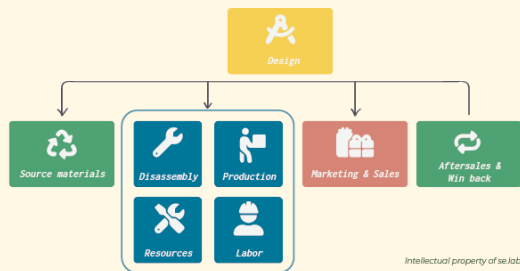 Design
Source materials
Disassembly
Production
Marketing & Sales
Aftersales &
Win back
Resources
Labor
Intellectual property of se.lab